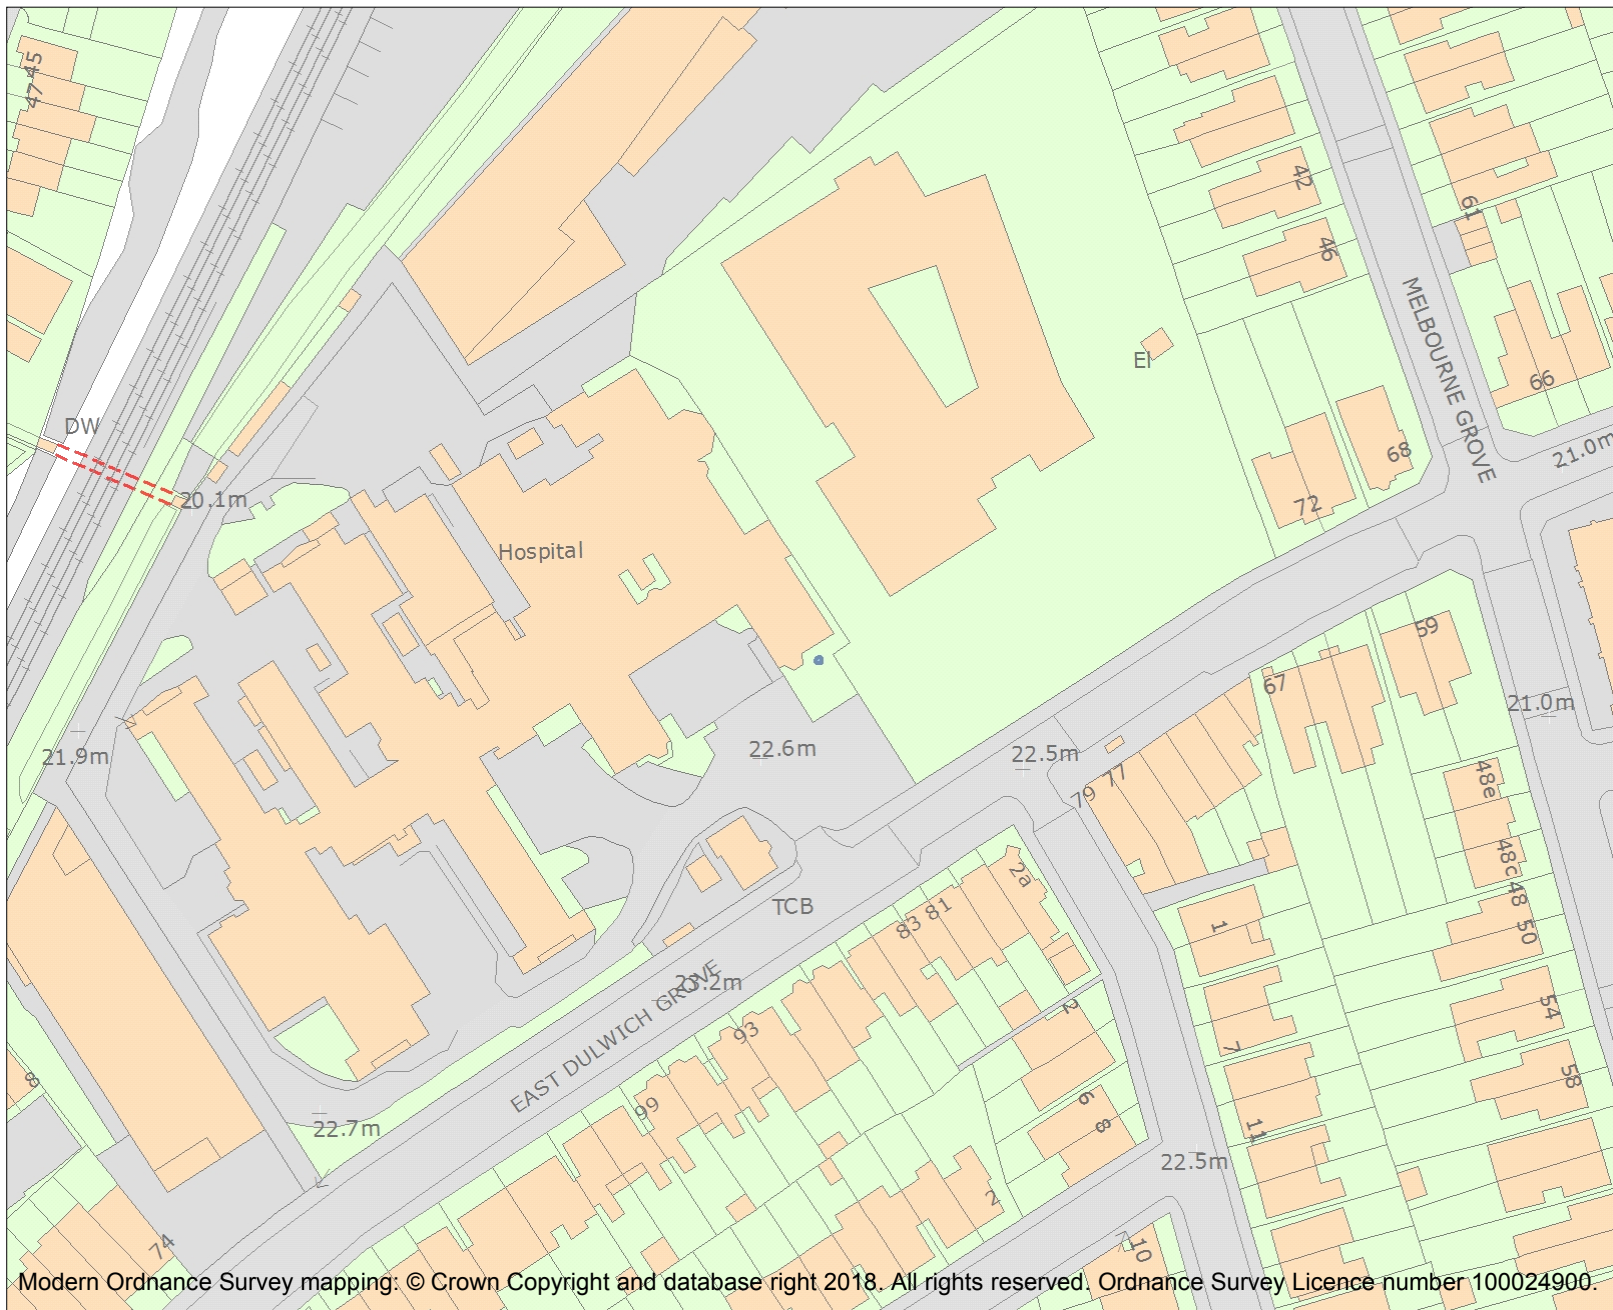 47 45
42
61
46
MELBOURNE GROVE
El
66
DW
68
21.0m
20.1m
72
Hospital
59
67
21.0m
21.9m
22.6m
22.5m
77
79
48e
2a
48c
48
TCB
81
83
1
50
23.2m
EAST DULWICH GROVE
2
54
93
7
8
58
99
6
8
11
22.7m
22.5m
2
74
10
Modern Ordnance Survey mapping: © Crown Copyright and database right 2018. All rights reserved. Ordnance Survey Licence number 100024900.